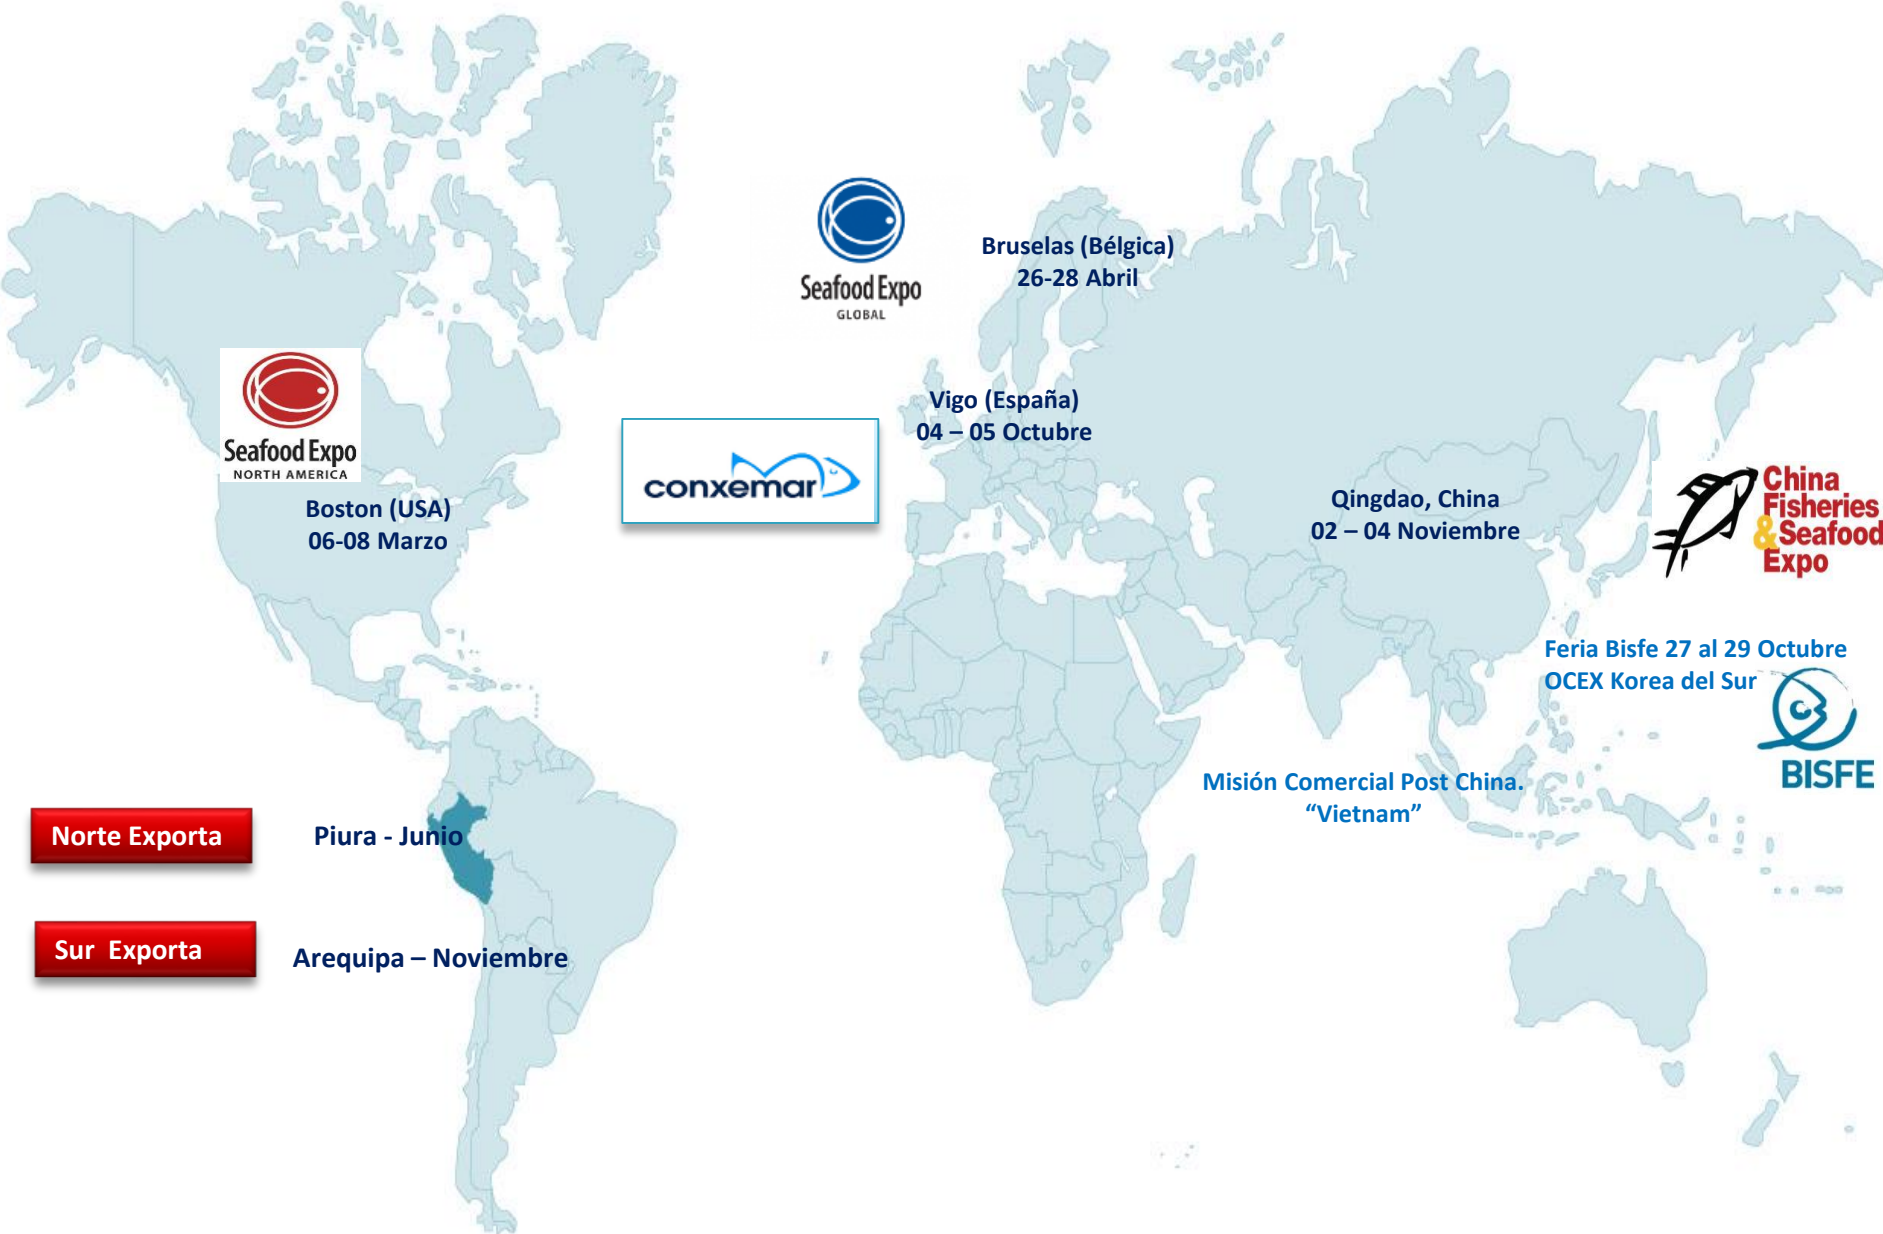 Seafood Expo
GLOBAL
Bruselas (Bélgica)
26-28 Abril
Seafood Expo
NORTH AMERICA
Boston (USA)
06-08 Marzo
conxemar
Vigo (España)
04 – 05 Octubre
Qingdao, China
02 – 04 Noviembre
China
Fisheries
& Seafood
Expo
Feria Bisfe 27 al 29 Octubre
OCEX Korea del Sur
BISFE
Misión Comercial Post China.
“Vietnam”
Norte Exporta
Piura - Junio
Sur Exporta
Arequipa – Noviembre